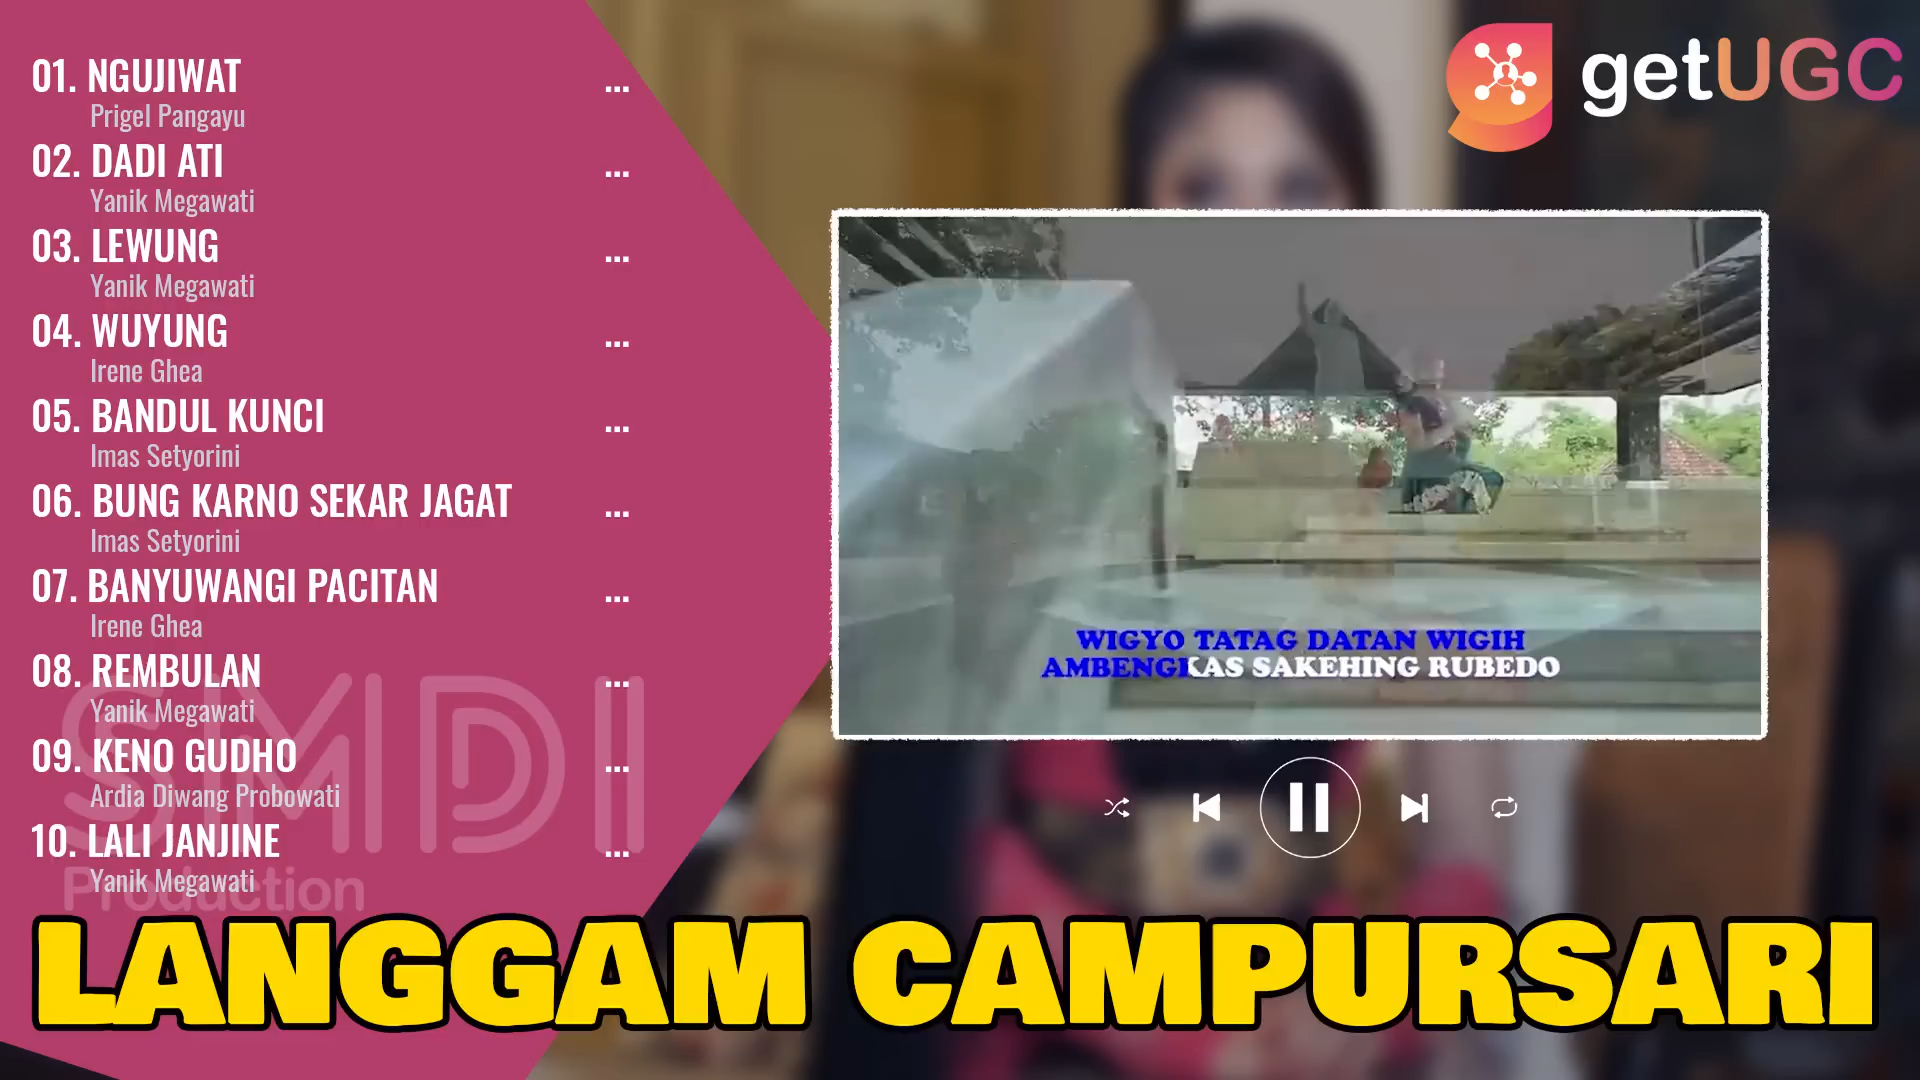 01. NGUJIWAT ...
Prigel Pangayu
02. DADI ATI ...
Yanik Megawati
03. LEWUNG ...
Yanik Megawati
04. WUYUNG ...
Irene Ghea
05. BANDUL KUNCI ...
Imas Setyorini
06. BUNG KARNO SEKAR JAGAT ...
Imas Setyorini
07. BANYUWANGI PACITAN ...
Irene Ghea
08. REMBULAN ...
Yanik Megawati
09. KENO GUDHO ...
Ardia Diwang Probowati
10. LALI JANJINE ...
Yanik Megawati
SMDI
Production
getUGC
WIGYO TATAG DATAN WIGIH
AMBENGKAS SAKEHING RUBEDO
LANGGAM CAMPURSARI